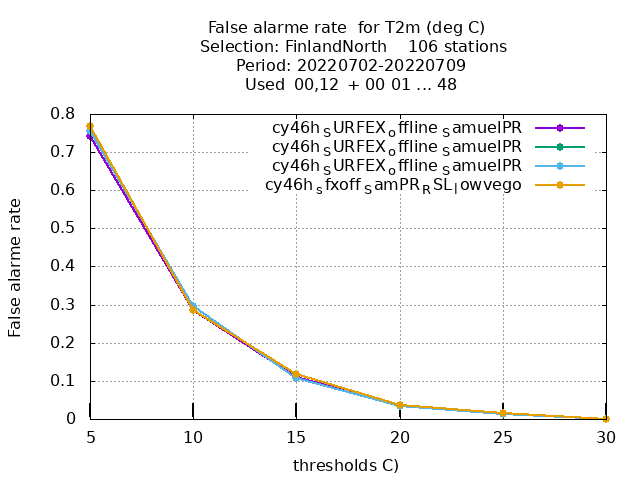 False alarme rate  for T2m (deg C)
Selection: FinlandNorth    106 stations
Period: 20220702-20220709
Used  00,12  + 00 01 ... 48
cy46h_SURFEX_offline_SamuelPR
cy46h_SURFEX_offline_SamuelPR
cy46h_SURFEX_offline_SamuelPR
cy46h_sfxoff_SamPR_RSL_lowvego
0.8
0.7
0.6
0.5
0.4
0.3
0.2
0.1
0
False alarme rate
5 10 15 20 25 30
thresholds C)